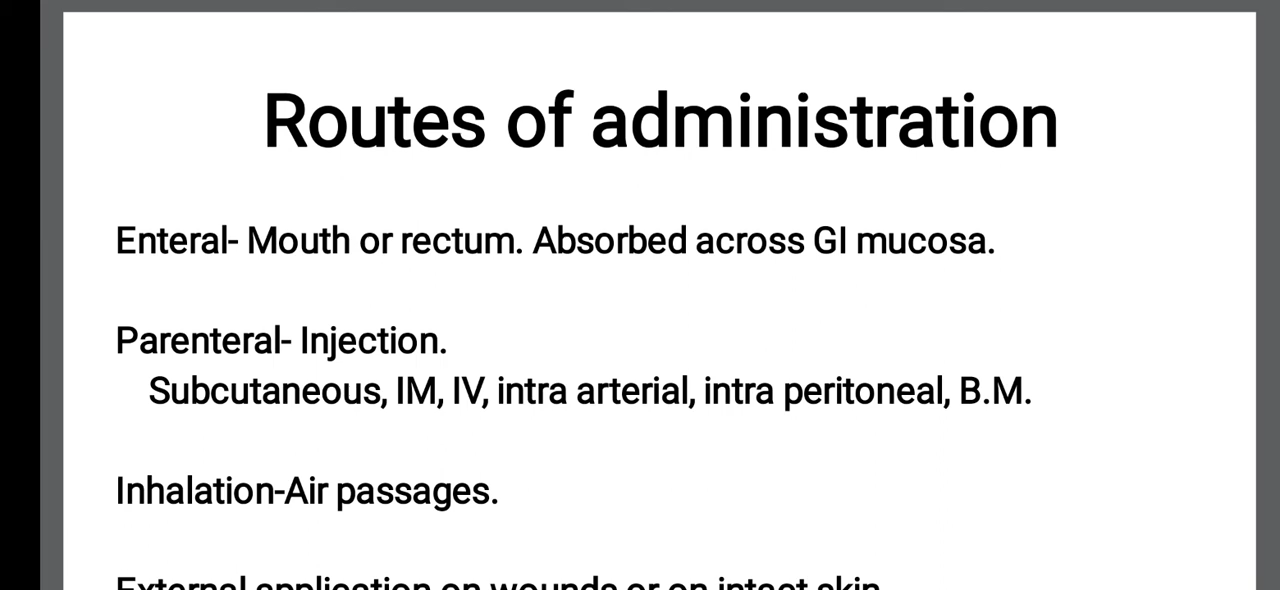 Routes of administration
Enteral- Mouth or rectum. Absorbed across GI mucosa.
Parenteral- Injection.
Subcutaneous, IM, IV, intra arterial, intra peritoneal, B.M.
Inhalation-Air passages.
External application on wounds or on intact skin